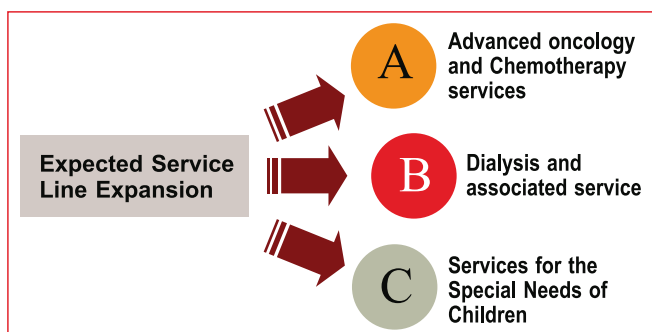 Expected Service
Line Expansion
A
Advanced oncology
and Chemotherapy
services
B
Dialysis and
associated service
C
Services for the
Special Needs of
Children